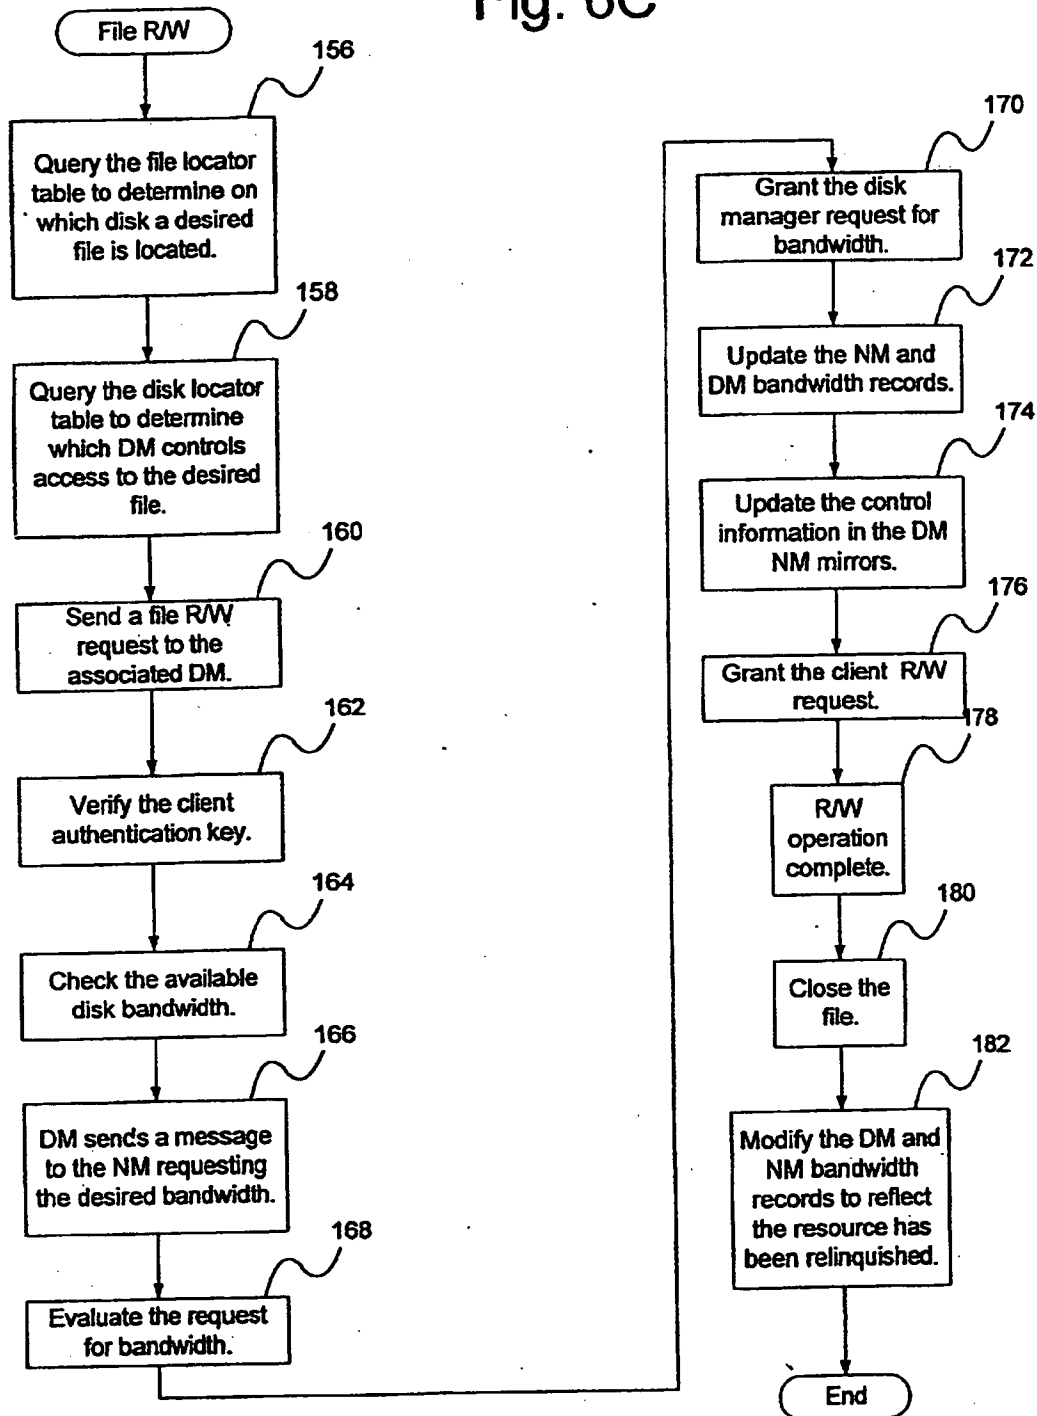 Fig. 6C
File R/W
156
Query the file locator
table to determine on
which disk a desired
file is located.
158
Query the disk locator
table to determine
which DM controls
access to the desired
file.
160
Send a file R/W
request to the
associated DM.
162
Verify the client
authentication key.
164
Check the available
disk bandwidth.
166
DM sends a message
to the NM requesting
the desired bandwidth.
168
Evaluate the request
for bandwidth.
170
Grant the disk
manager request for
bandwidth.
172
Update the NM and
DM bandwidth records.
174
Update the control
information in the DM
NM mirrors.
176
Grant the client R/W
request.
178
R/W
operation
complete.
180
Close the
file.
182
Modify the DM and
NM bandwidth
records to reflect
the resource has
been relinquished.
End